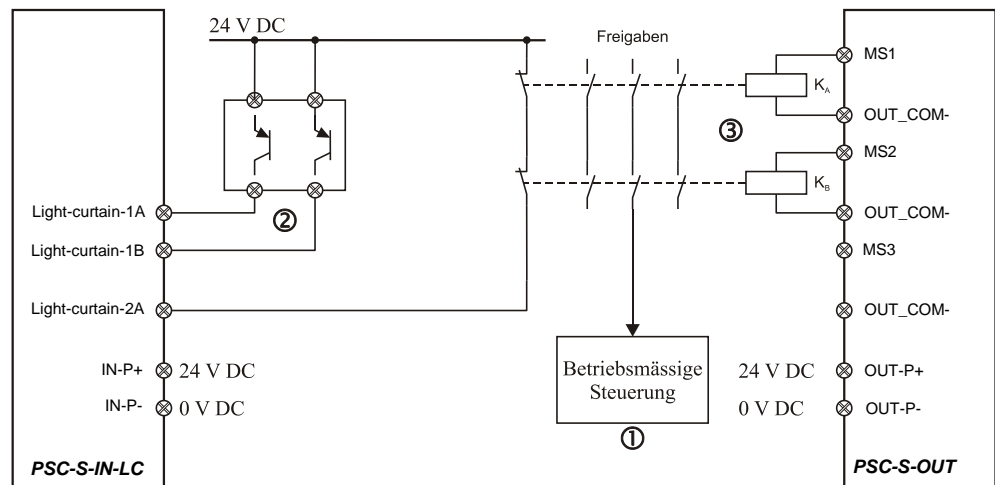 24 V DC
Freigaben
MS1
K_A
OUT_COM-
③
MS2
K_B
OUT_COM-
Light-curtain-1A
②
Light-curtain-1B
MS3
Light-curtain-2A
OUT_COM-
IN-P+
24 V DC
Betriebsmässige
Steuerung
24 V DC
OUT-P+
IN-P-
0 V DC
0 V DC
OUT-P-
①
PSC-S-IN-LC
PSC-S-OUT